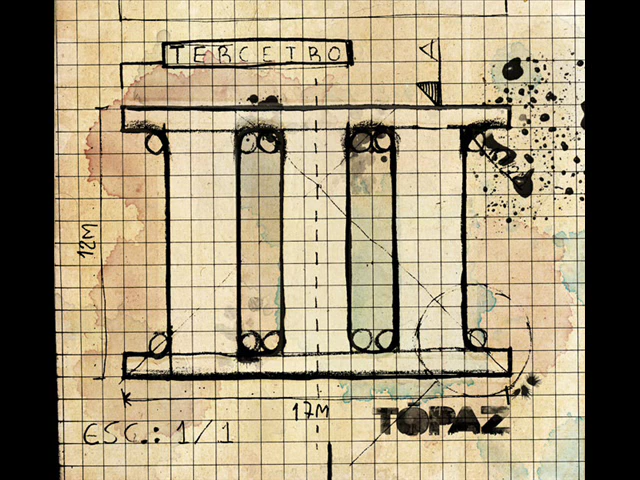 TERCETRO
A
12M
17M
TÓPAZ
ESC.: 1/1